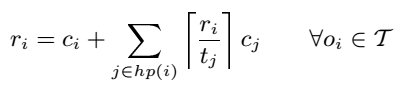 r_i = c_i + \sum_{j \in hp(i)} \left\lceil \frac{r_i}{t_j} \right\rceil c_j \qquad \forall o_i \in \mathcal{T}